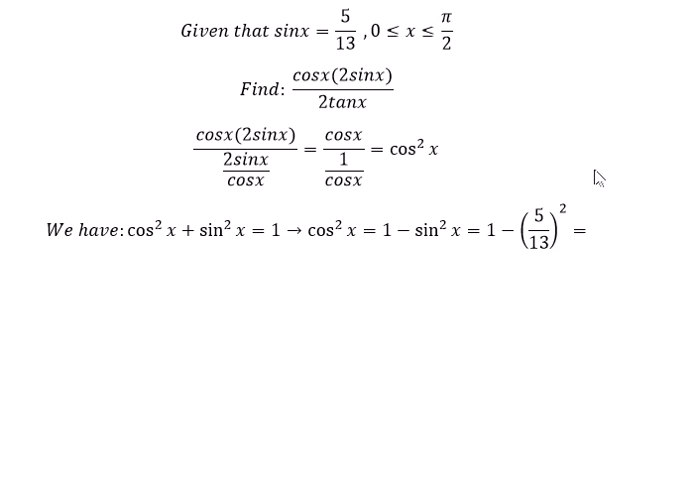 Given that sinx = 5/13 , 0 ≤ x ≤ π/2
Find: cosx(2sinx)/2tanx
cosx(2sinx)/(2sinx/cosx) = cosx/(1/cosx) = cos² x
We have: cos² x + sin² x = 1 → cos² x = 1 − sin² x = 1 − (5/13)² =